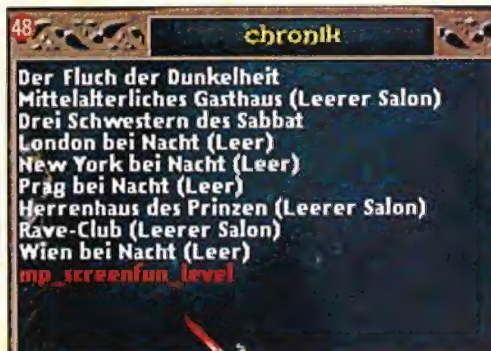 48
chronik
Der Fluch der Dunkelheit
Mittelalterliches Gasthaus (Leerer Salon)
Drei Schwestern des Sabbat
London bei Nacht (Leer)
New York bei Nacht (Leer)
Prag bei Nacht (Leer)
Herrenhaus des Prinzen (Leerer Salon)
Rave-Club (Leerer Salon)
Wien bei Nacht (Leer)
mp_screenfun_level